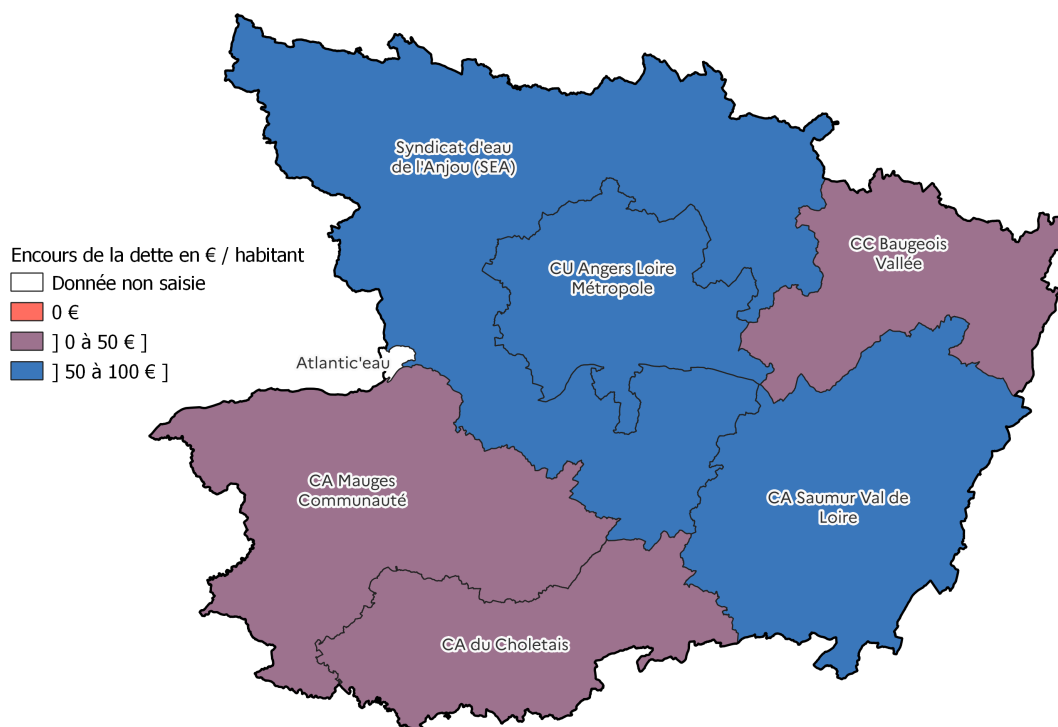 Syndicat d'eau
de l'Anjou (SEA)
CC Baugeois
Vallée
CU Angers Loire
Métropole
Encours de la dette en € / habitant
Donnée non saisie
0 €
] 0 à 50 € ]
] 50 à 100 € ]
Atlantic'eau
CA Mauges
Communauté
CA Saumur Val de
Loire
CA du Choletais